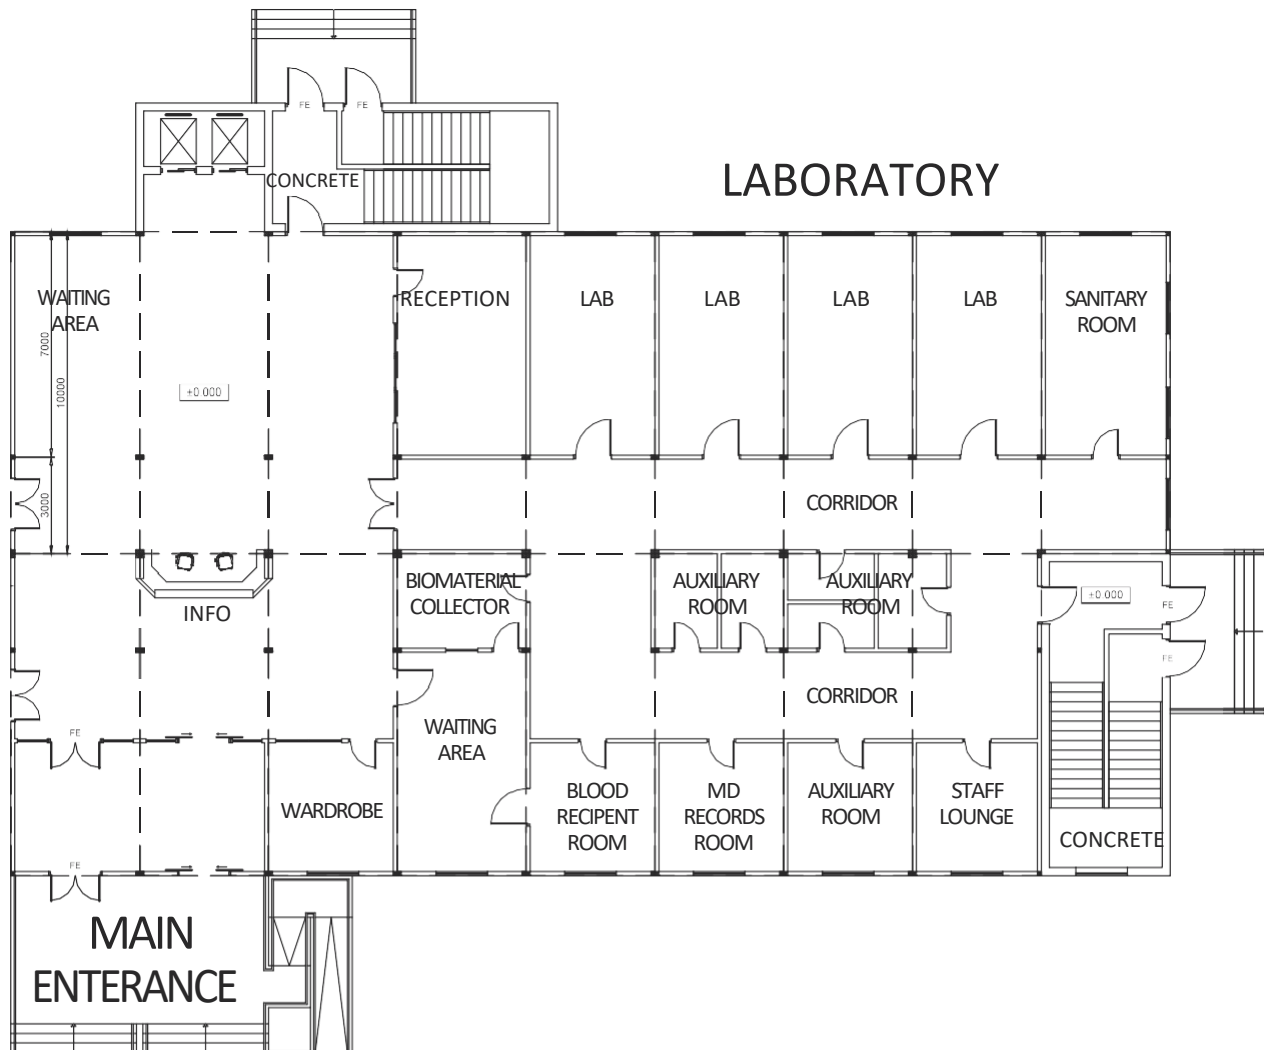 FE
FE
CONCRETE
LABORATORY
WAITING
AREA
RECEPTION
LAB
LAB
LAB
LAB
SANITARY
ROOM
7000
10000
±0.000
3000
CORRIDOR
BIOMATERIAL
COLLECTOR
AUXILIARY
ROOM
AUXILIARY
ROOM
±0.000
FE
INFO
FE
CORRIDOR
WAITING
AREA
FE
WARDROBE
BLOOD
RECIPENT
ROOM
MD
RECORDS
ROOM
AUXILIARY
ROOM
STAFF
LOUNGE
CONCRETE
FE
MAIN
ENTERANCE